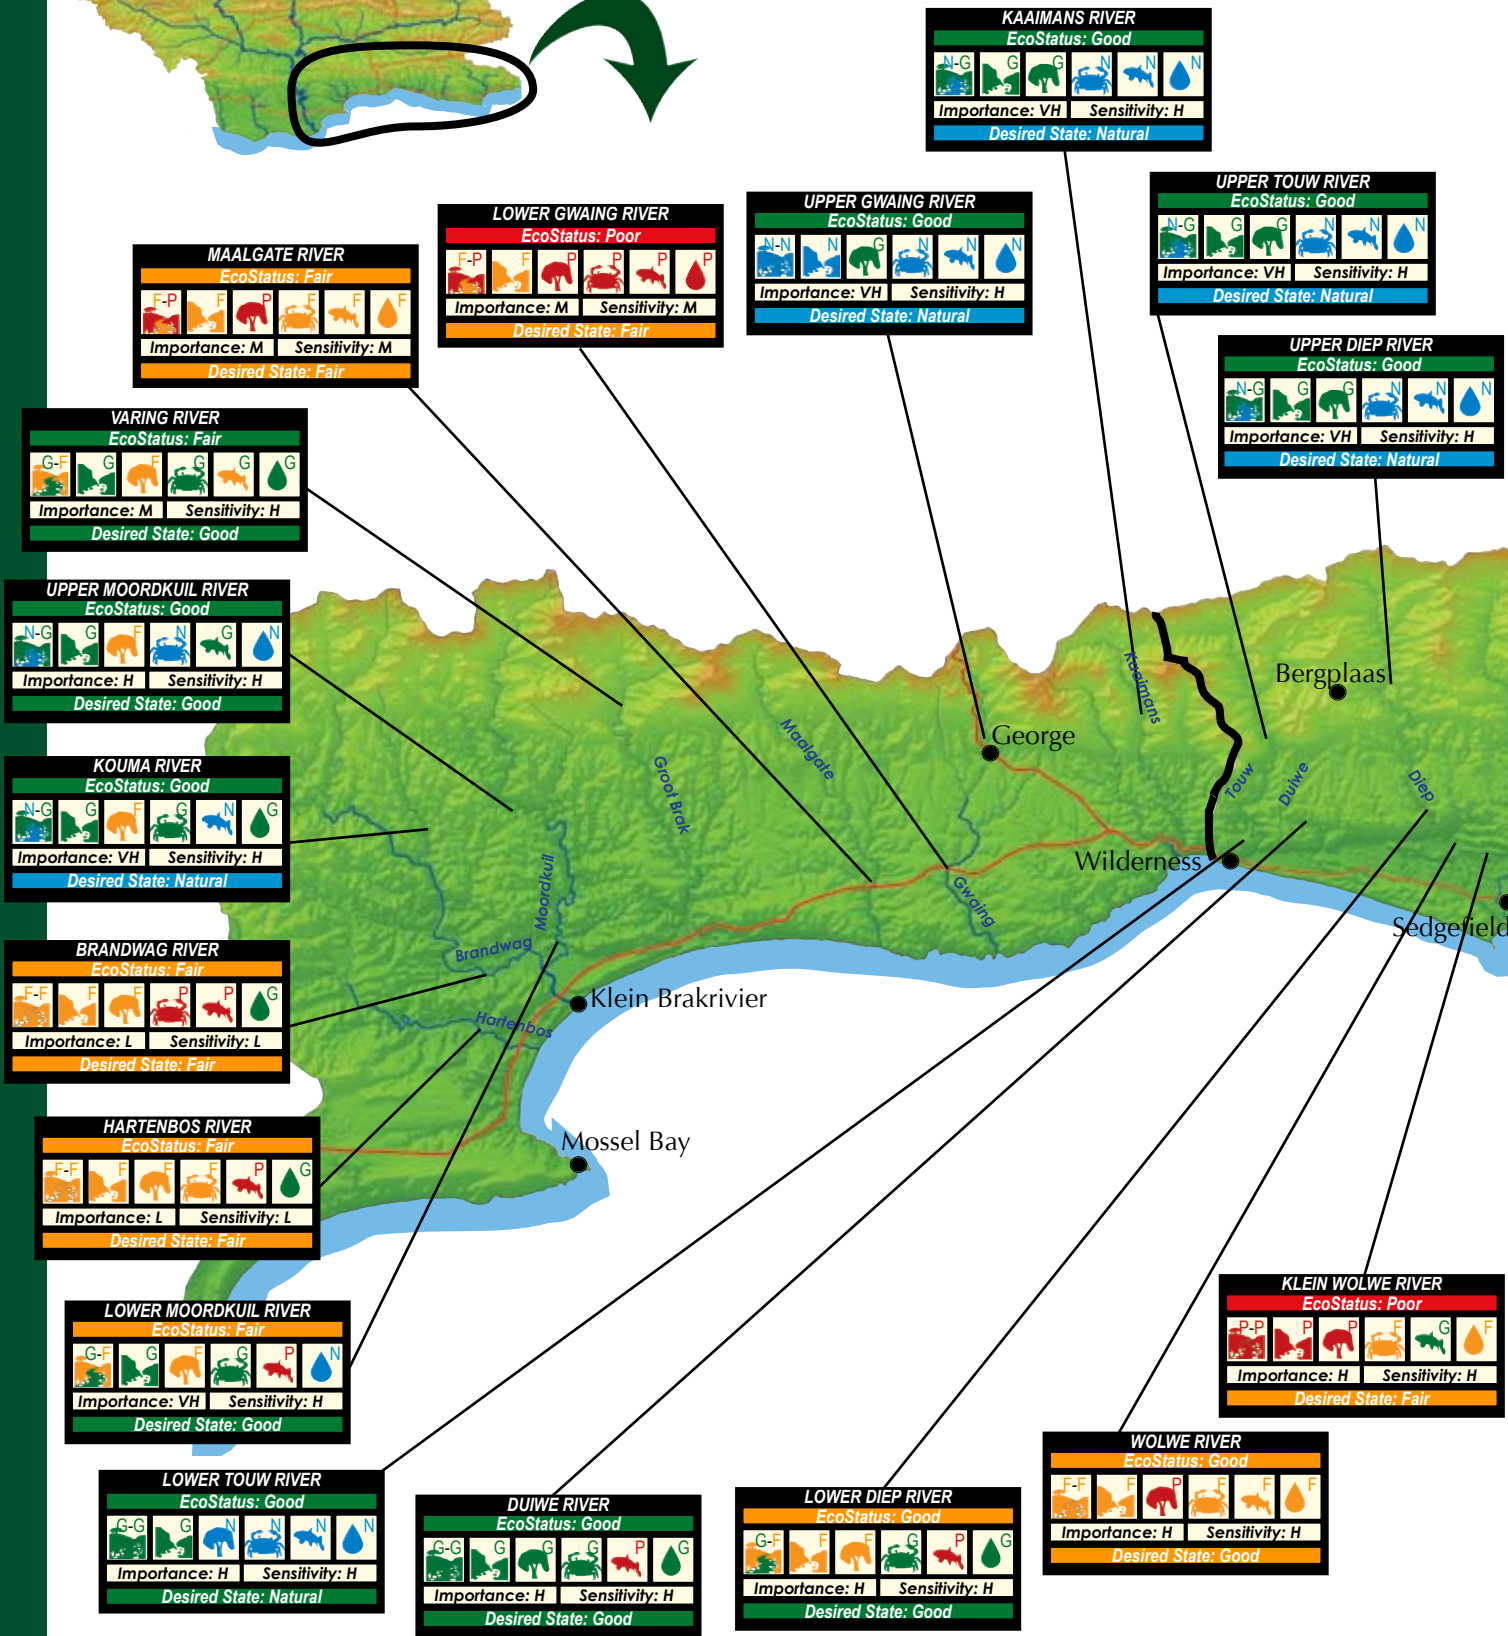 KAAIMANS RIVER
EcoStatus: Good
N-G G G N N N
Importance: VH Sensitivity: H
Desired State: Natural
UPPER TOUW RIVER
EcoStatus: Good
N-G G G N N N
Importance: VH Sensitivity: H
Desired State: Natural
UPPER GWAING RIVER
EcoStatus: Good
N-N N G N N N
Importance: VH Sensitivity: H
Desired State: Natural
LOWER GWAING RIVER
EcoStatus: Poor
F-P F P P P P
Importance: M Sensitivity: M
Desired State: Fair
MAALGATE RIVER
EcoStatus: Fair
F-P F P F F F
Importance: M Sensitivity: M
Desired State: Fair
UPPER DIEP RIVER
EcoStatus: Good
N-G G G N N N
Importance: VH Sensitivity: H
Desired State: Natural
VARING RIVER
EcoStatus: Fair
G-F G F G G G
Importance: M Sensitivity: H
Desired State: Good
UPPER MOORDKUIL RIVER
EcoStatus: Good
N-G G F N G N
Importance: H Sensitivity: H
Desired State: Good
KOUMA RIVER
EcoStatus: Good
N-G G F G N G
Importance: VH Sensitivity: H
Desired State: Natural
BRANDWAG RIVER
EcoStatus: Fair
F-F F F P P G
Importance: L Sensitivity: L
Desired State: Fair
HARTENBOS RIVER
EcoStatus: Fair
F-F F F F P G
Importance: L Sensitivity: L
Desired State: Fair
LOWER MOORDKUIL RIVER
EcoStatus: Fair
G-F G F G P N
Importance: VH Sensitivity: H
Desired State: Good
LOWER TOUW RIVER
EcoStatus: Good
G-G G N N N N
Importance: H Sensitivity: H
Desired State: Natural
DUIWE RIVER
EcoStatus: Good
G-G G G G P G
Importance: H Sensitivity: H
Desired State: Good
LOWER DIEP RIVER
EcoStatus: Good
G-F F F G P G
Importance: H Sensitivity: H
Desired State: Good
WOLWE RIVER
EcoStatus: Good
F-F F P F F F
Importance: H Sensitivity: H
Desired State: Good
KLEIN WOLWE RIVER
EcoStatus: Poor
P-P P P F G F
Importance: H Sensitivity: H
Desired State: Fair
Kaaimans
Bergplaas
George
Maalgate
Groot Brak
Touw
Duiwe
Diep
Wilderness
Moordkuil
Gwaing
Sedgefield
Brandwag
Klein Brakrivier
Hartenbos
Mossel Bay